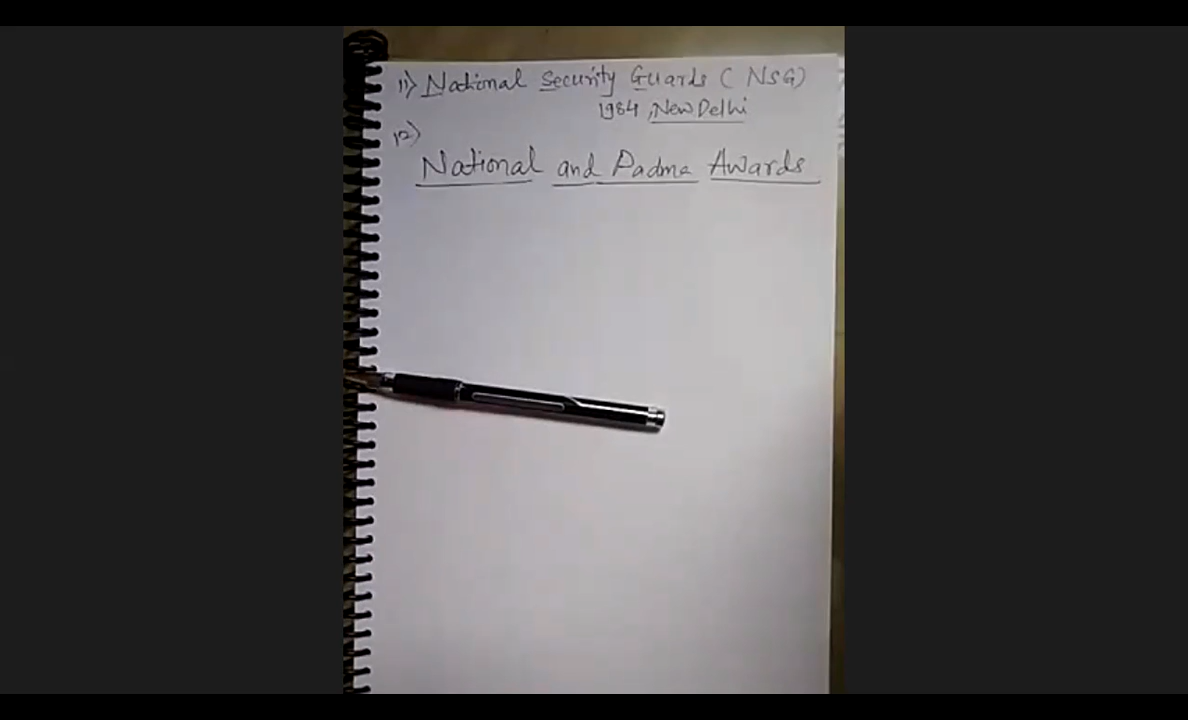 11) National Security Guards ( NSG)
1984, New Delhi
12)
National and Padma Awards